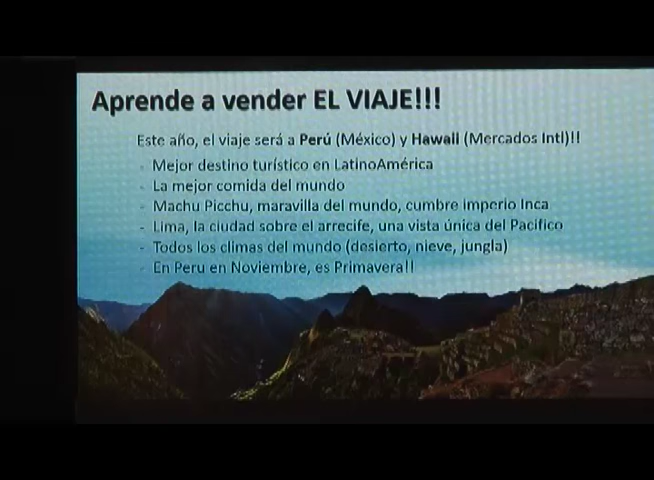 Aprende a vender EL VIAJE!!!
Este año, el viaje será a Perú (México) y Hawaii (Mercados Intl)!!
- Mejor destino turístico en LatinoAmérica
- La mejor comida del mundo
- Machu Picchu, maravilla del mundo, cumbre imperio Inca
- Lima, la ciudad sobre el arrecife, una vista única del Pacifico
- Todos los climas del mundo (desierto, nieve, jungla)
- En Peru en Noviembre, es Primavera!!